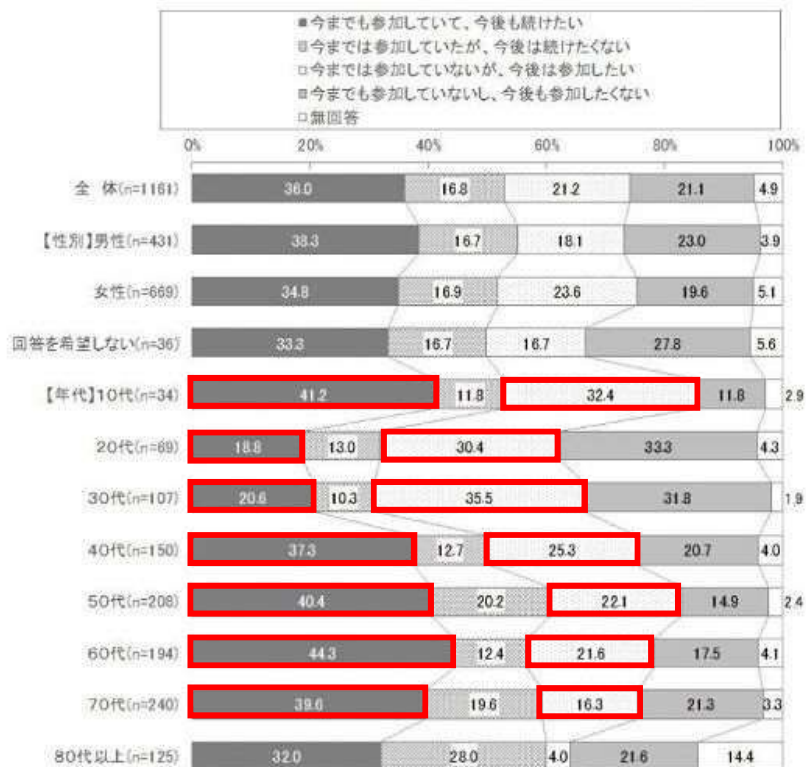 ■今までも参加していて、今後も続けたい
今までは参加していたが、今後は続けたくない
□今までは参加していないが、今後は参加したい
今までも参加していないし、今後も参加したくない
□無回答
0% 20% 40% 60% 80% 100%
全 体(n=1161) 36.0 16.8 21.2 21.1 4.9
【性別】男性(n=431) 38.3 16.7 18.1 23.0 3.9
女性(n=669) 34.8 16.9 23.6 19.6 5.1
回答を希望しない(n=36) 33.3 16.7 16.7 27.8 5.6
【年代】10代(n=34) 41.2 11.8 32.4 11.8 2.9
20代(n=69) 18.8 13.0 30.4 33.3 4.3
30代(n=107) 20.6 10.3 35.5 31.8 1.9
40代(n=150) 37.3 12.7 25.3 20.7 4.0
50代(n=208) 40.4 20.2 22.1 14.9 2.4
60代(n=194) 44.3 12.4 21.6 17.5 4.1
70代(n=240) 39.6 19.6 16.3 21.3 3.3
80代以上(n=125) 32.0 28.0 4.0 21.6 14.4